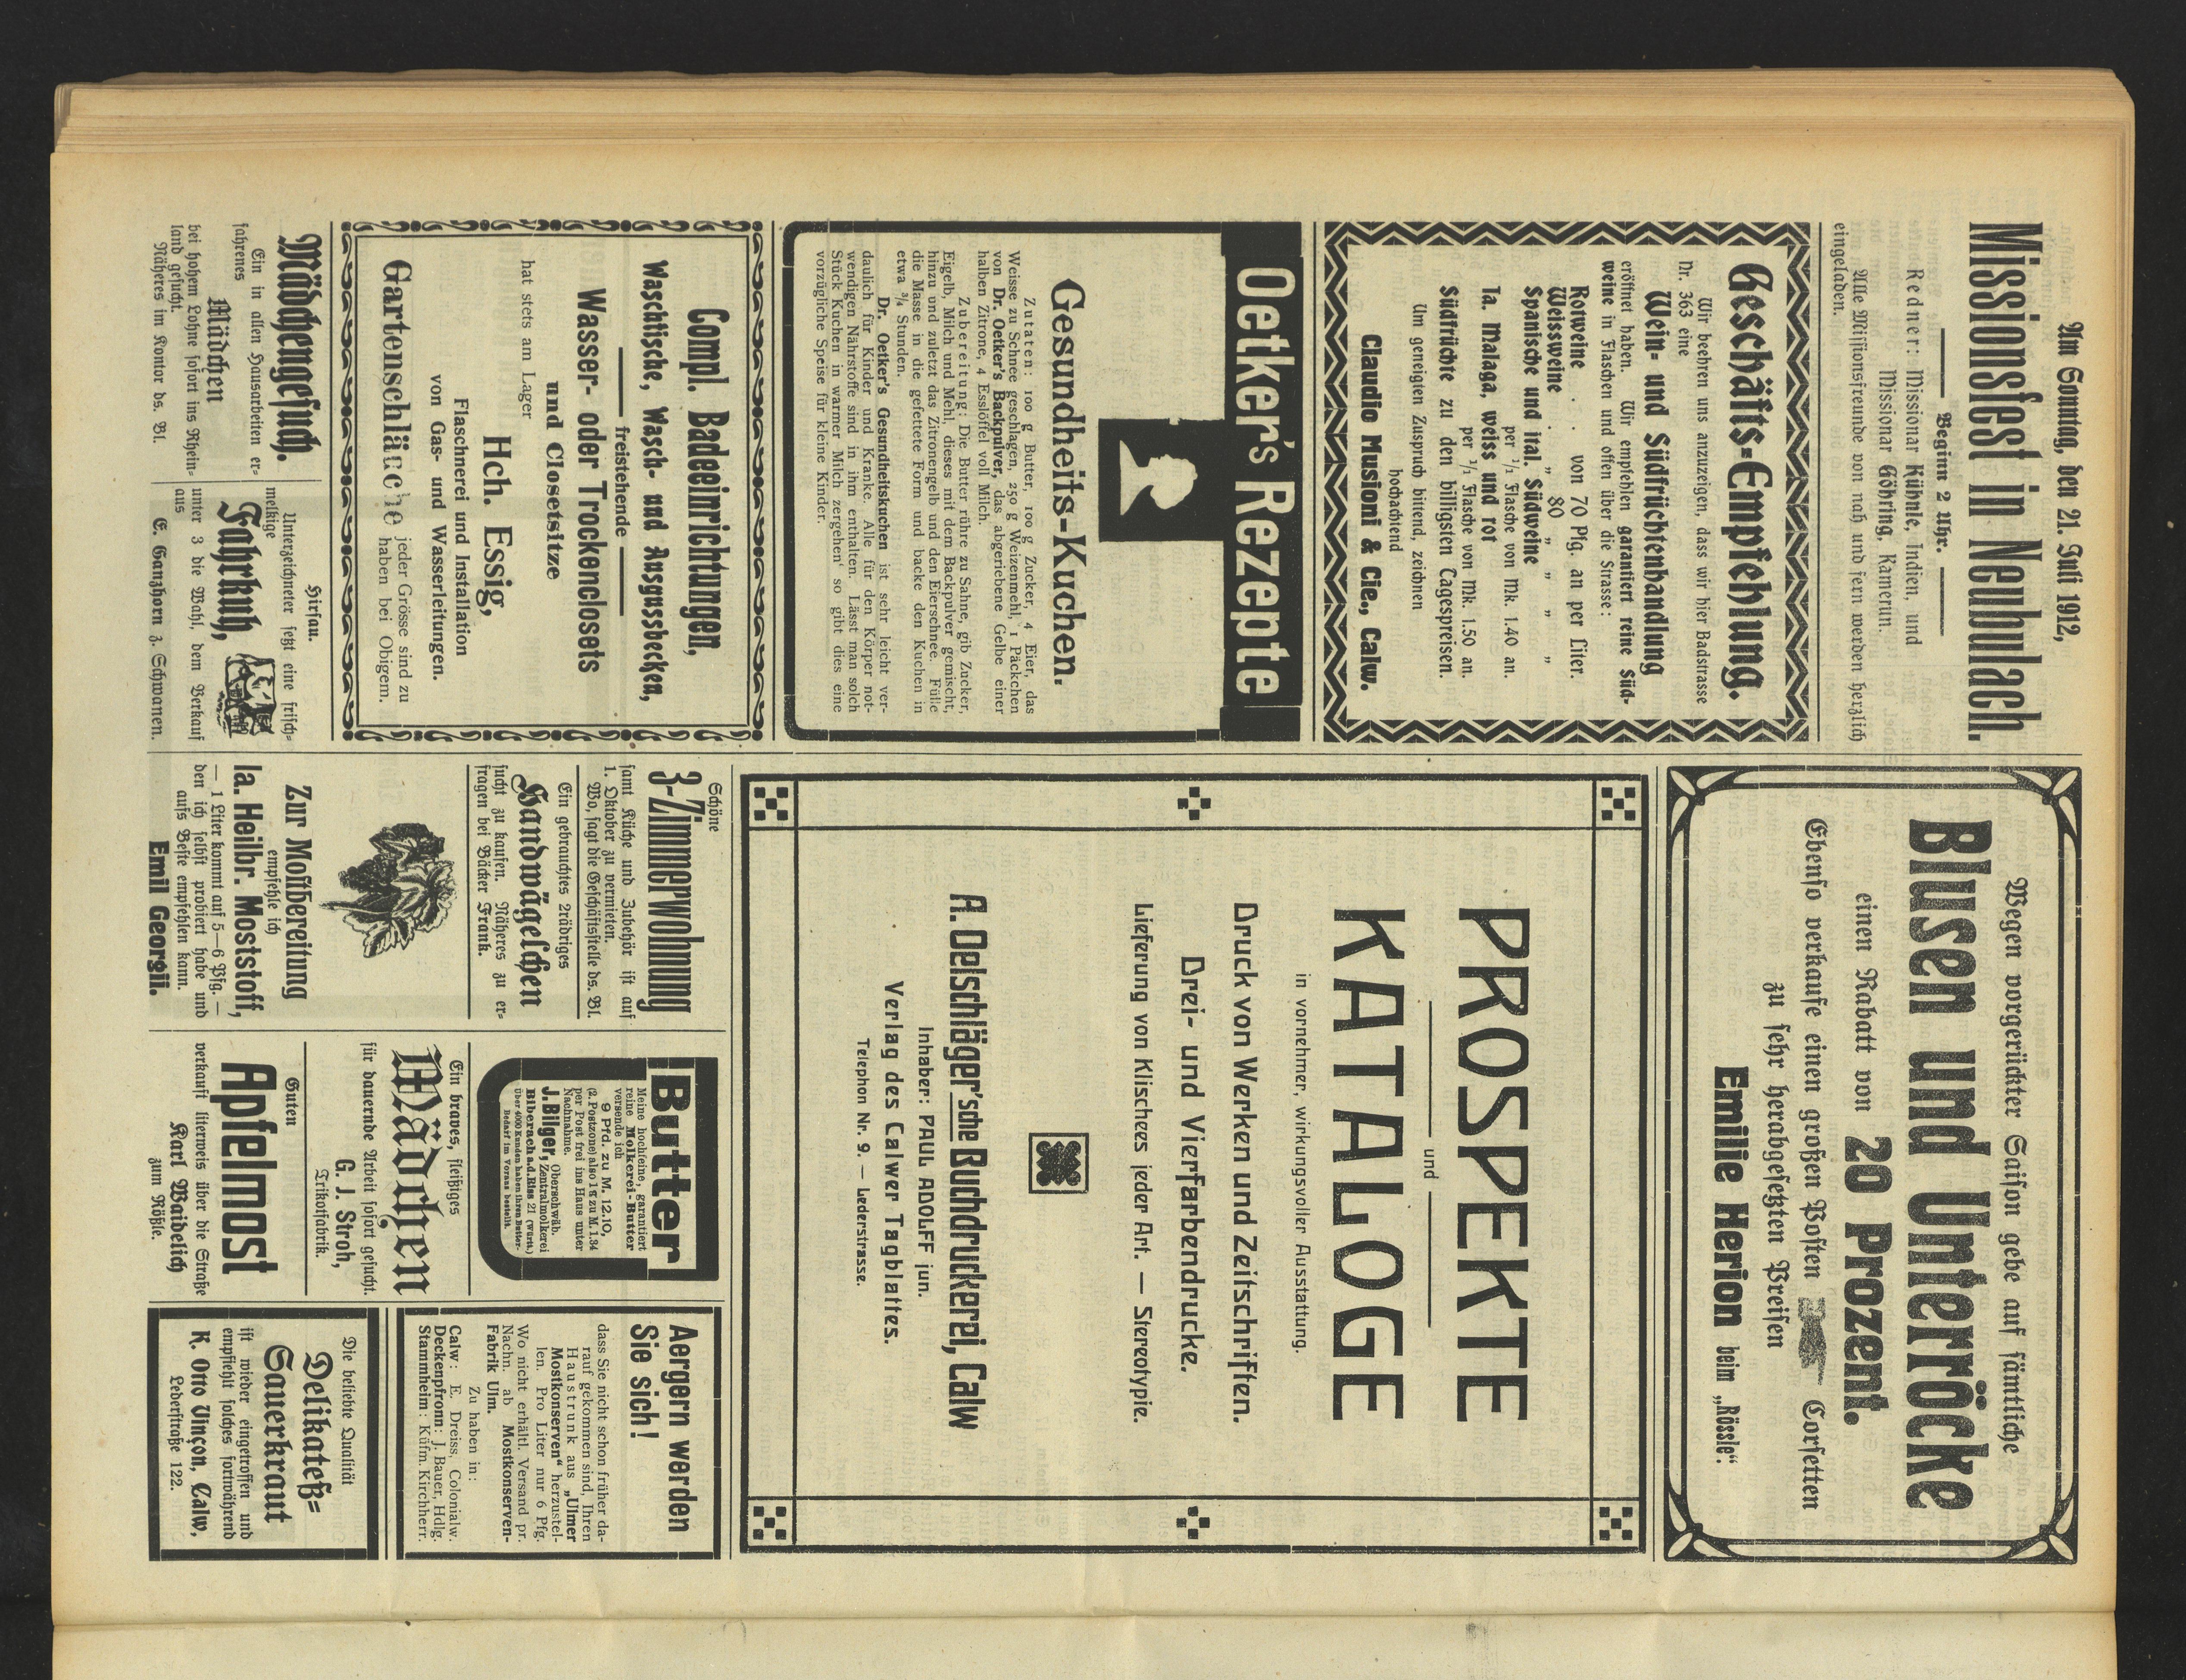 Am Sonntag, den 21. Juli 1912,
Missionsfest in Neubulach.
Beginn 2 Uhr.
Redner: Missionar Kühnle, Indien, und
Missionar Göhring, Kamerun.
Alle Missionsfreunde von nah und fern werden herzlich
eingeladen.
Geschäfts-Empfehlung.
Wir beehren uns anzuzeigen, dass wir hier Badstrasse
Nr. 363 eine
Wein- und Südfrüchtenhandlung
eröffnet haben. Wir empfehlen garantiert reine Süd-
weine in Flaschen und offen über die Strasse:
Rotweine . . von 70 Pfg. an per Liter.
Weissweine . „ 80 „ „ „ „
Spanische und ital. Südweine
per 1/1 Flasche von Mk. 1.40 an.
Ia. Malaga, weiss und rot
per 1/1 Flasche von Mk. 1.50 an.
Südfrüchte zu den billigsten Tagespreisen.
Um geneigten Zuspruch bittend, zeichnen
hochachtend
Claudio Musioni & Cie., Calw.
Oetker's Rezepte
Gesundheits-Kuchen.
Zutaten: 100 g Butter, 100 g Zucker, 4 Eier, das
Weisse zu Schnee geschlagen, 250 g Weizenmehl, 1 Päckchen
von Dr. Oetker's Backpulver, das abgeriebene Gelbe einer
halben Zitrone, 4 Esslöffel voll Milch.
Zubereitung: Die Butter rühre zu Sahne, gib Zucker,
Eigelb, Milch und Mehl, dieses mit dem Backpulver gemischt,
hinzu und zuletzt das Zitronengelb und den Eierschnee. Fülle
die Masse in die gefettete Form und backe den Kuchen in
etwa ¾ Stunden.
Dr. Oetker's Gesundheitskuchen ist sehr leicht ver-
daulich für Kinder und Kranke. Alle für den Körper not-
wendigen Nährstoffe sind in ihm enthalten. Lässt man solch
Stück Kuchen in warmer Milch zergehen' so gibt dies eine
vorzügliche Speise für kleine Kinder.
Compl. Badeeinrichtungen,
Waschtische, Wasch- und Ausgussbecken,
freistehende
Wasser- oder Trockenclosets
und Closetsitze
hat stets am Lager
Hch. Essig,
Flaschnerei und Installation
von Gas- und Wasserleitungen.
Gartenschläuche jeder Grösse sind zu
haben bei Obigem.
Mädchengesuch.
Ein in allen Hausarbeiten er-
fahrenes
Mädchen
bei hohem Lohne sofort ins Rhein-
land gesucht.
Näheres im Kontor ds. Bl.
Hirsau.
Unterzeichneter setzt eine frisch-
melkige
Fahrkuh,
unter 3 die Wahl, dem Verkauf
aus
E. Ganzhorn z. Schwanen.
Wegen vorgerückter Saison gebe auf sämtliche
Blusen und Unterröcke
einen Rabatt von 20 Prozent.
Ebenso verkaufe einen großen Posten Corsetten
zu sehr herabgesetzten Preisen
Emilie Herion beim „Rössle“.
PROSPEKTE
und
KATALOGE
in vornehmer, wirkungsvoller Ausstattung.
Druck von Werken und Zeitschriften.
Drei- und Vierfarbendrucke.
Lieferung von Klischees jeder Art. — Stereotypie.
A. Oelschläger'sche Buchdruckerei, Calw
Inhaber: PAUL ADOLFF jun.
Verlag des Calwer Tagblattes.
Telephon Nr. 9. — Lederstrasse.
Schöne
3-Zimmerwohnung
samt Küche und Zubehör ist auf
1. Oktober zu vermieten.
Wo, sagt die Geschäftsstelle ds. Bl.
Ein gebrauchtes 2rädriges
Handwägelchen
sucht zu kaufen. Näheres zu er-
fragen bei Bäcker Frank.
Zur Mostbereitung
empfehle ich
Ia. Heilbr. Moststoff,
— 1 Liter kommt auf 5—6 Pfg. —
den ich selbst probiert habe und
aufs Beste empfehlen kann.
Emil Georgii.
Butter
Meine hochfeine, garantiert
reine Molkerei-Butter
versende ich
9 Pfd. zu M. 12.10,
(2. Postzone) also 1 ℔ zu M. 1.34
per Post frei ins Haus unter
Nachnahme.
J. Bilger, Oberschwäb.
Zentralmolkerei
Biberach a.d. Riss 21 (Württ.)
Über 4000 Kunden haben ihren Butter-
Bedarf im Voraus bestellt.
Ein braves, fleißiges
Mädchen
für dauernde Arbeit sofort gesucht.
G. J. Stroh,
Trikotfabrik.
Guten
Apfelmost
verkauft literweis über die Straße
Karl Waidelich
zum Rößle.
Aergern werden
Sie sich!
dass Sie nicht schon früher da-
rauf gekommen sind, Ihren
Haustrunk aus „Ulmer
Mostkonserven“ herzustel-
len. Pro Liter nur 6 Pfg.
Wo nicht erhältl. Versand pr.
Nachn. ab Mostkonserven-
Fabrik Ulm.
Zu haben in:
Calw: E. Dreiss, Colonialw.
Deckenpfronn: J. Bauer, Hdlg.
Stammheim: Küfm. Kirchherr.
Die beliebte Qualität
Delikateß-
Sauerkraut
ist wieder eingetroffen und
empfiehlt solches fortwährend
K. Otto Vinçon, Calw,
Lederstraße 122.